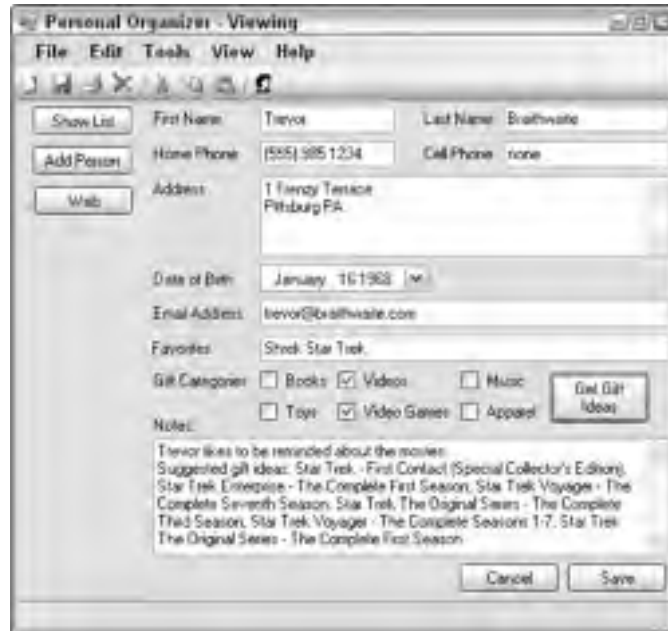 Personal Organizer - Viewing
File Edit Tools View Help
Show List
First Name Trevor Last Name Braithwaite
Add Person
Home Phone (555) 985 1234 Cell Phone none
Web
Address 1 Frenzy Terrace
Pittsburg PA
Date of Birth January 16 1968
Email Address trevor@braithwaite.com
Favorites Shrek Star Trek
Gift Categories Books Videos Music
Get Gift
Ideas
Toys Video Games Apparel
Notes:
Trevor likes to be reminded about the movies
Suggested gift ideas: Star Trek - First Contact (Special Collector's Edition),
Star Trek Enterprise - The Complete First Season, Star Trek Voyager - The
Complete Seventh Season, Star Trek The Original Series - The Complete
Third Season, Star Trek Voyager - The Complete Seasons 1-7, Star Trek
The Original Series - The Complete First Season
Cancel Save